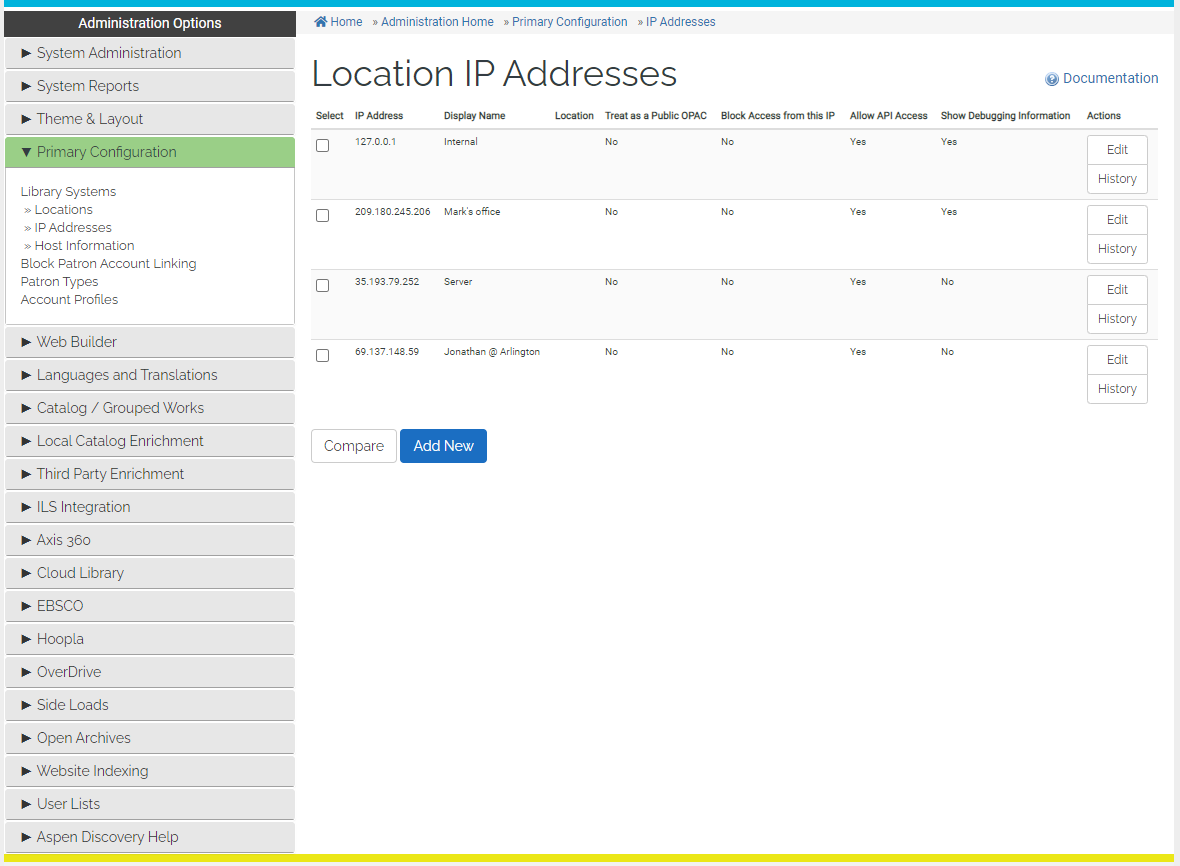 Administration Options
► System Administration
► System Reports
► Theme & Layout
▼ Primary Configuration
Library Systems
» Locations
» IP Addresses
» Host Information
Block Patron Account Linking
Patron Types
Account Profiles
► Web Builder
► Languages and Translations
► Catalog / Grouped Works
► Local Catalog Enrichment
► Third Party Enrichment
► ILS Integration
► Axis 360
► Cloud Library
► EBSCO
► Hoopla
► OverDrive
► Side Loads
► Open Archives
► Website Indexing
► User Lists
► Aspen Discovery Help
Home » Administration Home » Primary Configuration » IP Addresses
Location IP Addresses
Documentation
Select IP Address Display Name Location Treat as a Public OPAC Block Access from this IP Allow API Access Show Debugging Information Actions
127.0.0.1 Internal No No Yes Yes Edit
History
209.180.245.206 Mark's office No No Yes Yes Edit
History
35.193.79.252 Server No No Yes No Edit
History
69.137.148.59 Jonathan @ Arlington No No Yes No Edit
History
Compare Add New